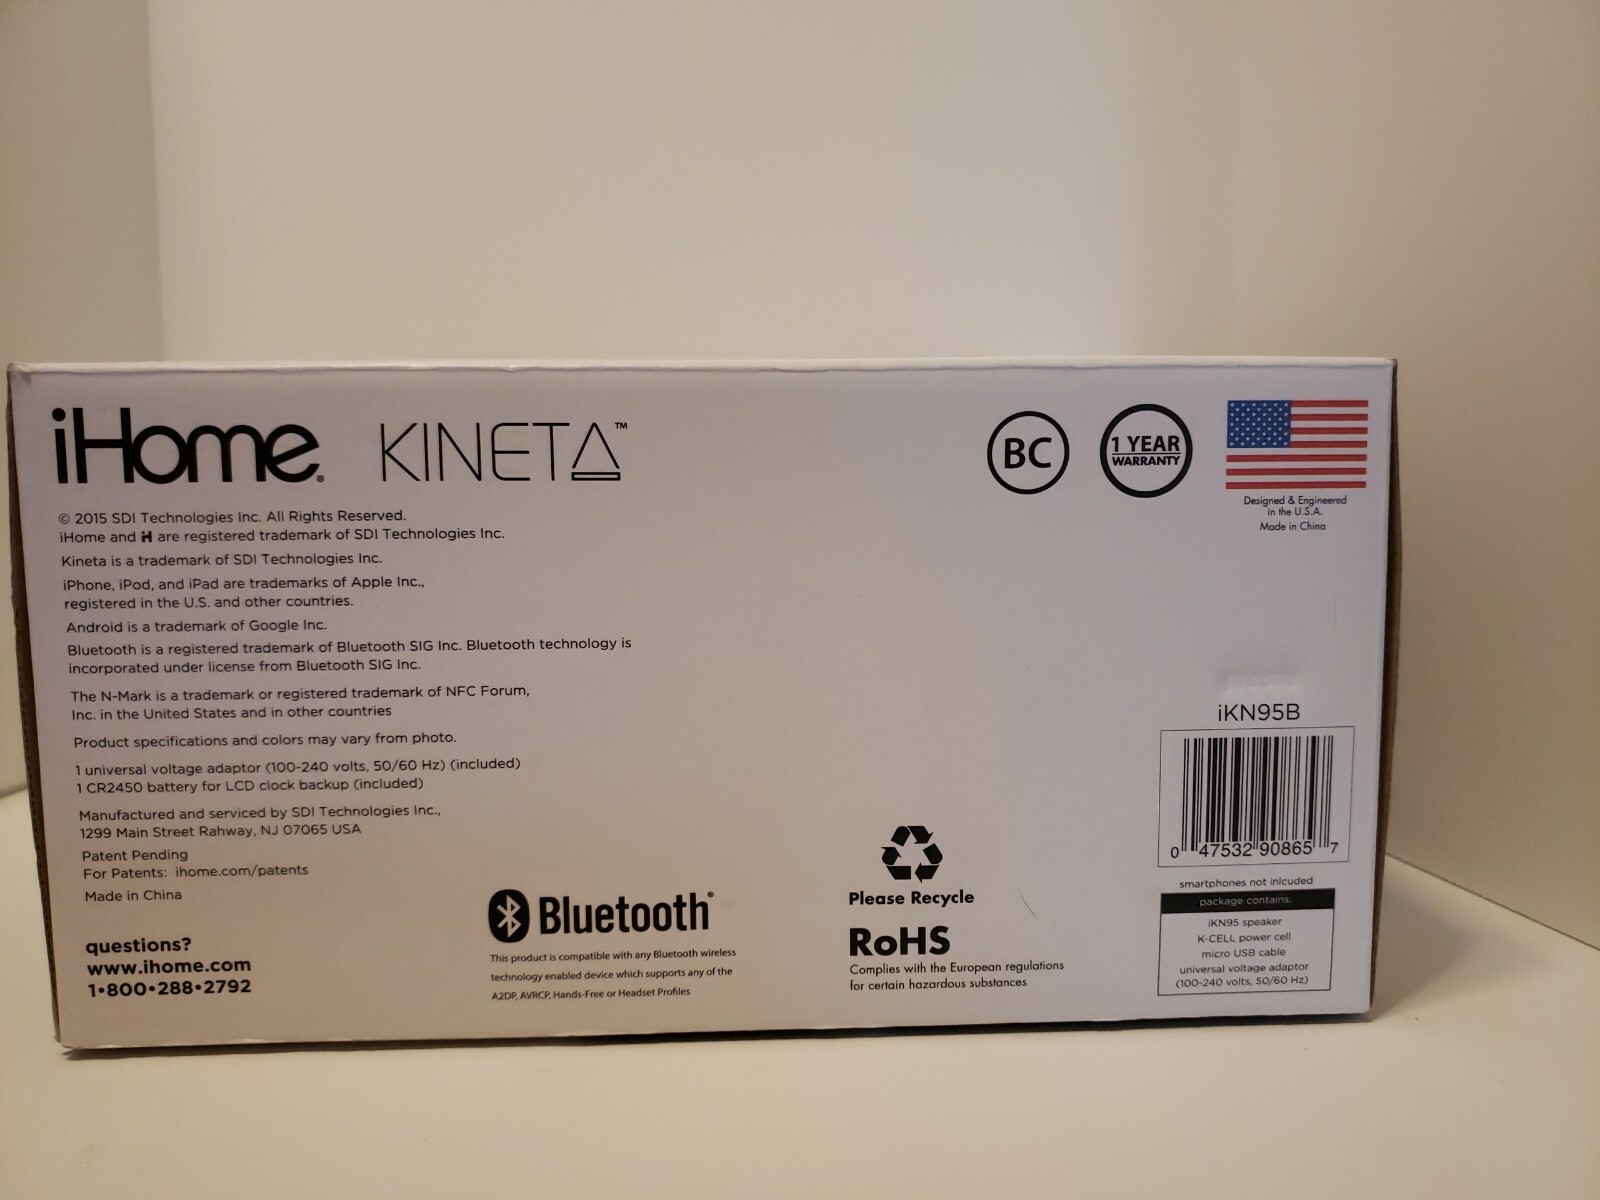 iHome® KINETA™
© 2015 SDI Technologies Inc. All Rights Reserved.
iHome and H are registered trademark of SDI Technologies Inc.
Kineta is a trademark of SDI Technologies Inc.
iPhone, iPod, and iPad are trademarks of Apple Inc.,
registered in the U.S. and other countries.
Android is a trademark of Google Inc.
Bluetooth is a registered trademark of Bluetooth SIG Inc. Bluetooth technology is
incorporated under license from Bluetooth SIG Inc.
The N-Mark is a trademark or registered trademark of NFC Forum,
Inc. in the United States and in other countries
Product specifications and colors may vary from photo.
1 universal voltage adaptor (100-240 volts, 50/60 Hz) (included)
1 CR2450 battery for LCD clock backup (included)
Manufactured and serviced by SDI Technologies Inc.,
1299 Main Street Rahway, NJ 07065 USA
Patent Pending
For Patents: ihome.com/patents
Made in China
questions?
www.ihome.com
1•800•288•2792
Bluetooth®
This product is compatible with any Bluetooth wireless
technology enabled device which supports any of the
A2DP, AVRCP, Hands-Free or Headset Profiles
Please Recycle
RoHS
Complies with the European regulations
for certain hazardous substances
BC
1 YEAR
WARRANTY
Designed & Engineered
in the U.S.A.
Made in China
iKN95B
0 47532 90865 7
smartphones not inlcuded
package contains:
iKN95 speaker
K-CELL power cell
micro USB cable
universal voltage adaptor
(100-240 volts, 50/60 Hz)